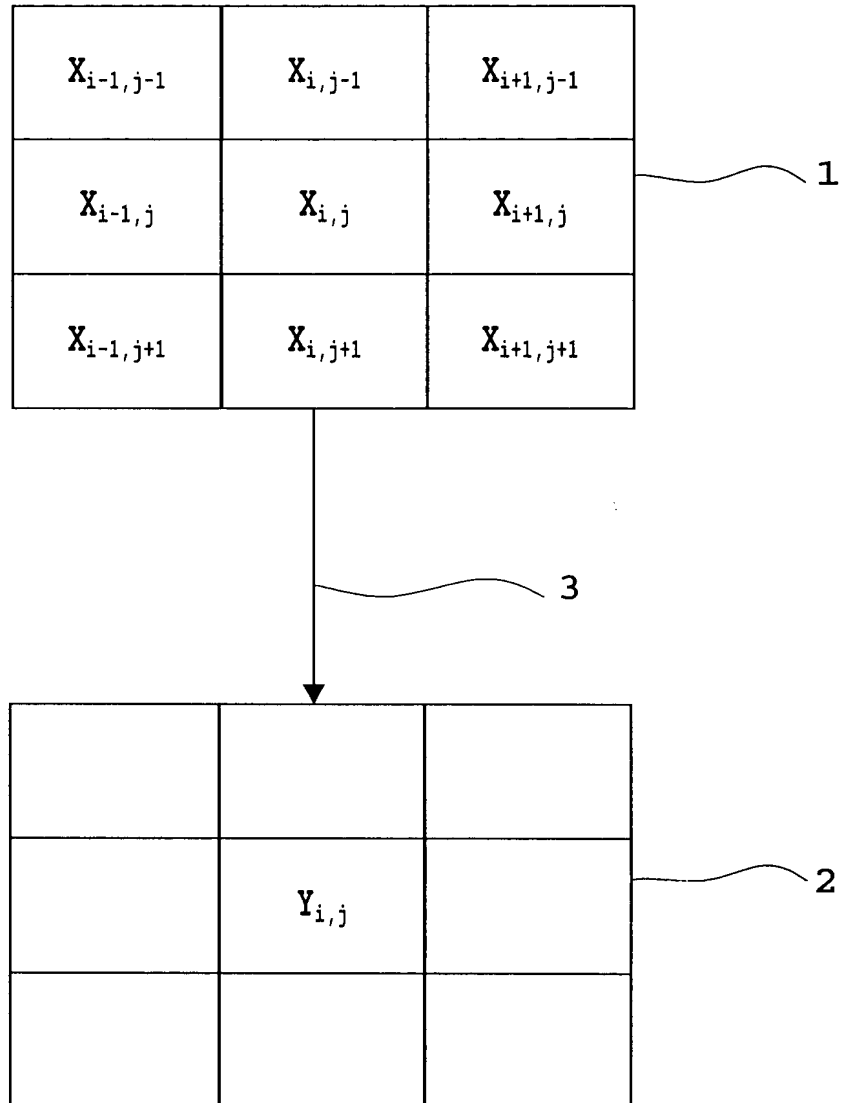 X_{i-1,j-1} X_{i,j-1} X_{i+1,j-1}
X_{i-1,j} X_{i,j} X_{i+1,j}
1
X_{i-1,j+1} X_{i,j+1} X_{i+1,j+1}
3
Y_{i,j}
2